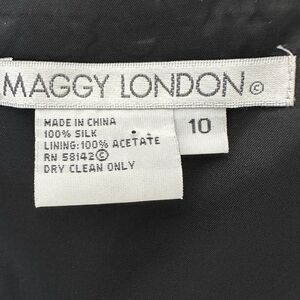 MAGGY LONDON©
MADE IN CHINA
100% SILK
LINING:100% ACETATE
RN 58142©
DRY CLEAN ONLY
10